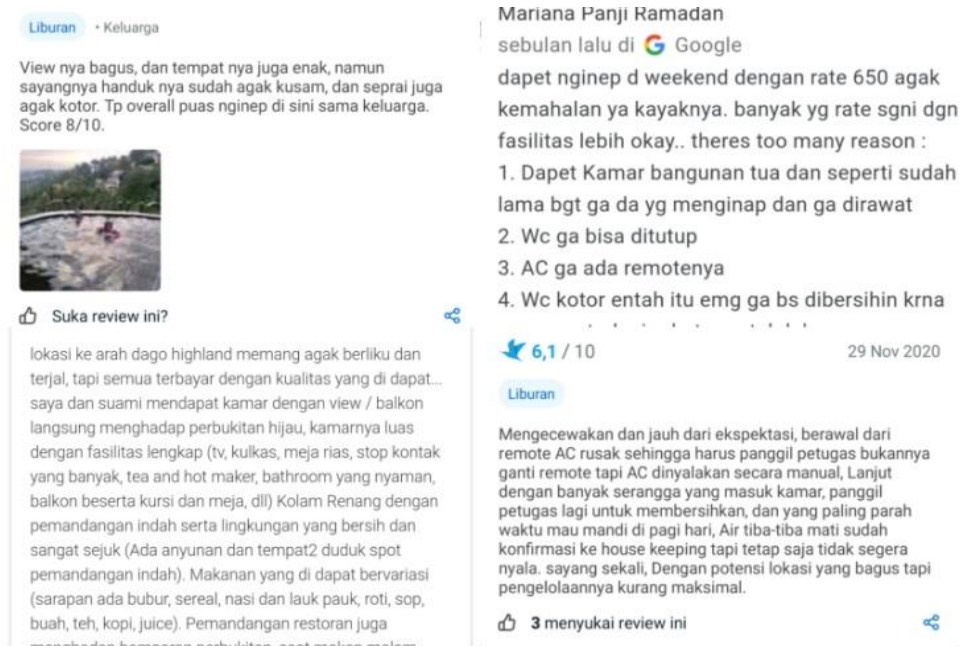 Liburan • Keluarga
View nya bagus, dan tempat nya juga enak, namun
sayangnya handuk nya sudah agak kusam, dan seprai juga
agak kotor. Tp overall puas nginep di sini sama keluarga.
Score 8/10.
Suka review ini?
lokasi ke arah dago highland memang agak berliku dan
terjal, tapi semua terbayar dengan kualitas yang di dapat...
saya dan suami mendapat kamar dengan view / balkon
langsung menghadap perbukitan hijau, kamarnya luas
dengan fasilitas lengkap (tv, kulkas, meja rias, stop kontak
yang banyak, tea and hot maker, bathroom yang nyaman,
balkon beserta kursi dan meja, dll) Kolam Renang dengan
pemandangan indah serta lingkungan yang bersih dan
sangat sejuk (Ada anyunan dan tempat2 duduk spot
pemandangan indah). Makanan yang di dapat bervariasi
(sarapan ada bubur, sereal, nasi dan lauk pauk, roti, sop,
buah, teh, kopi, juice). Pemandangan restoran juga
Mariana Panji Ramadan
sebulan lalu di Google
dapet nginep d weekend dengan rate 650 agak
kemahalan ya kayaknya. banyak yg rate sgni dgn
fasilitas lebih okay.. theres too many reason :
1. Dapet Kamar bangunan tua dan seperti sudah
lama bgt ga da yg menginap dan ga dirawat
2. Wc ga bisa ditutup
3. AC ga ada remotenya
4. Wc kotor entah itu emg ga bs dibersihin krna
6,1 / 10 29 Nov 2020
Liburan
Mengecewakan dan jauh dari ekspektasi, berawal dari
remote AC rusak sehingga harus panggil petugas bukannya
ganti remote tapi AC dinyalakan secara manual, Lanjut
dengan banyak serangga yang masuk kamar, panggil
petugas lagi untuk membersihkan, dan yang paling parah
waktu mau mandi di pagi hari, Air tiba-tiba mati sudah
konfirmasi ke house keeping tapi tetap saja tidak segera
nyala. sayang sekali, Dengan potensi lokasi yang bagus tapi
pengelolaannya kurang maksimal.
3 menyukai review ini